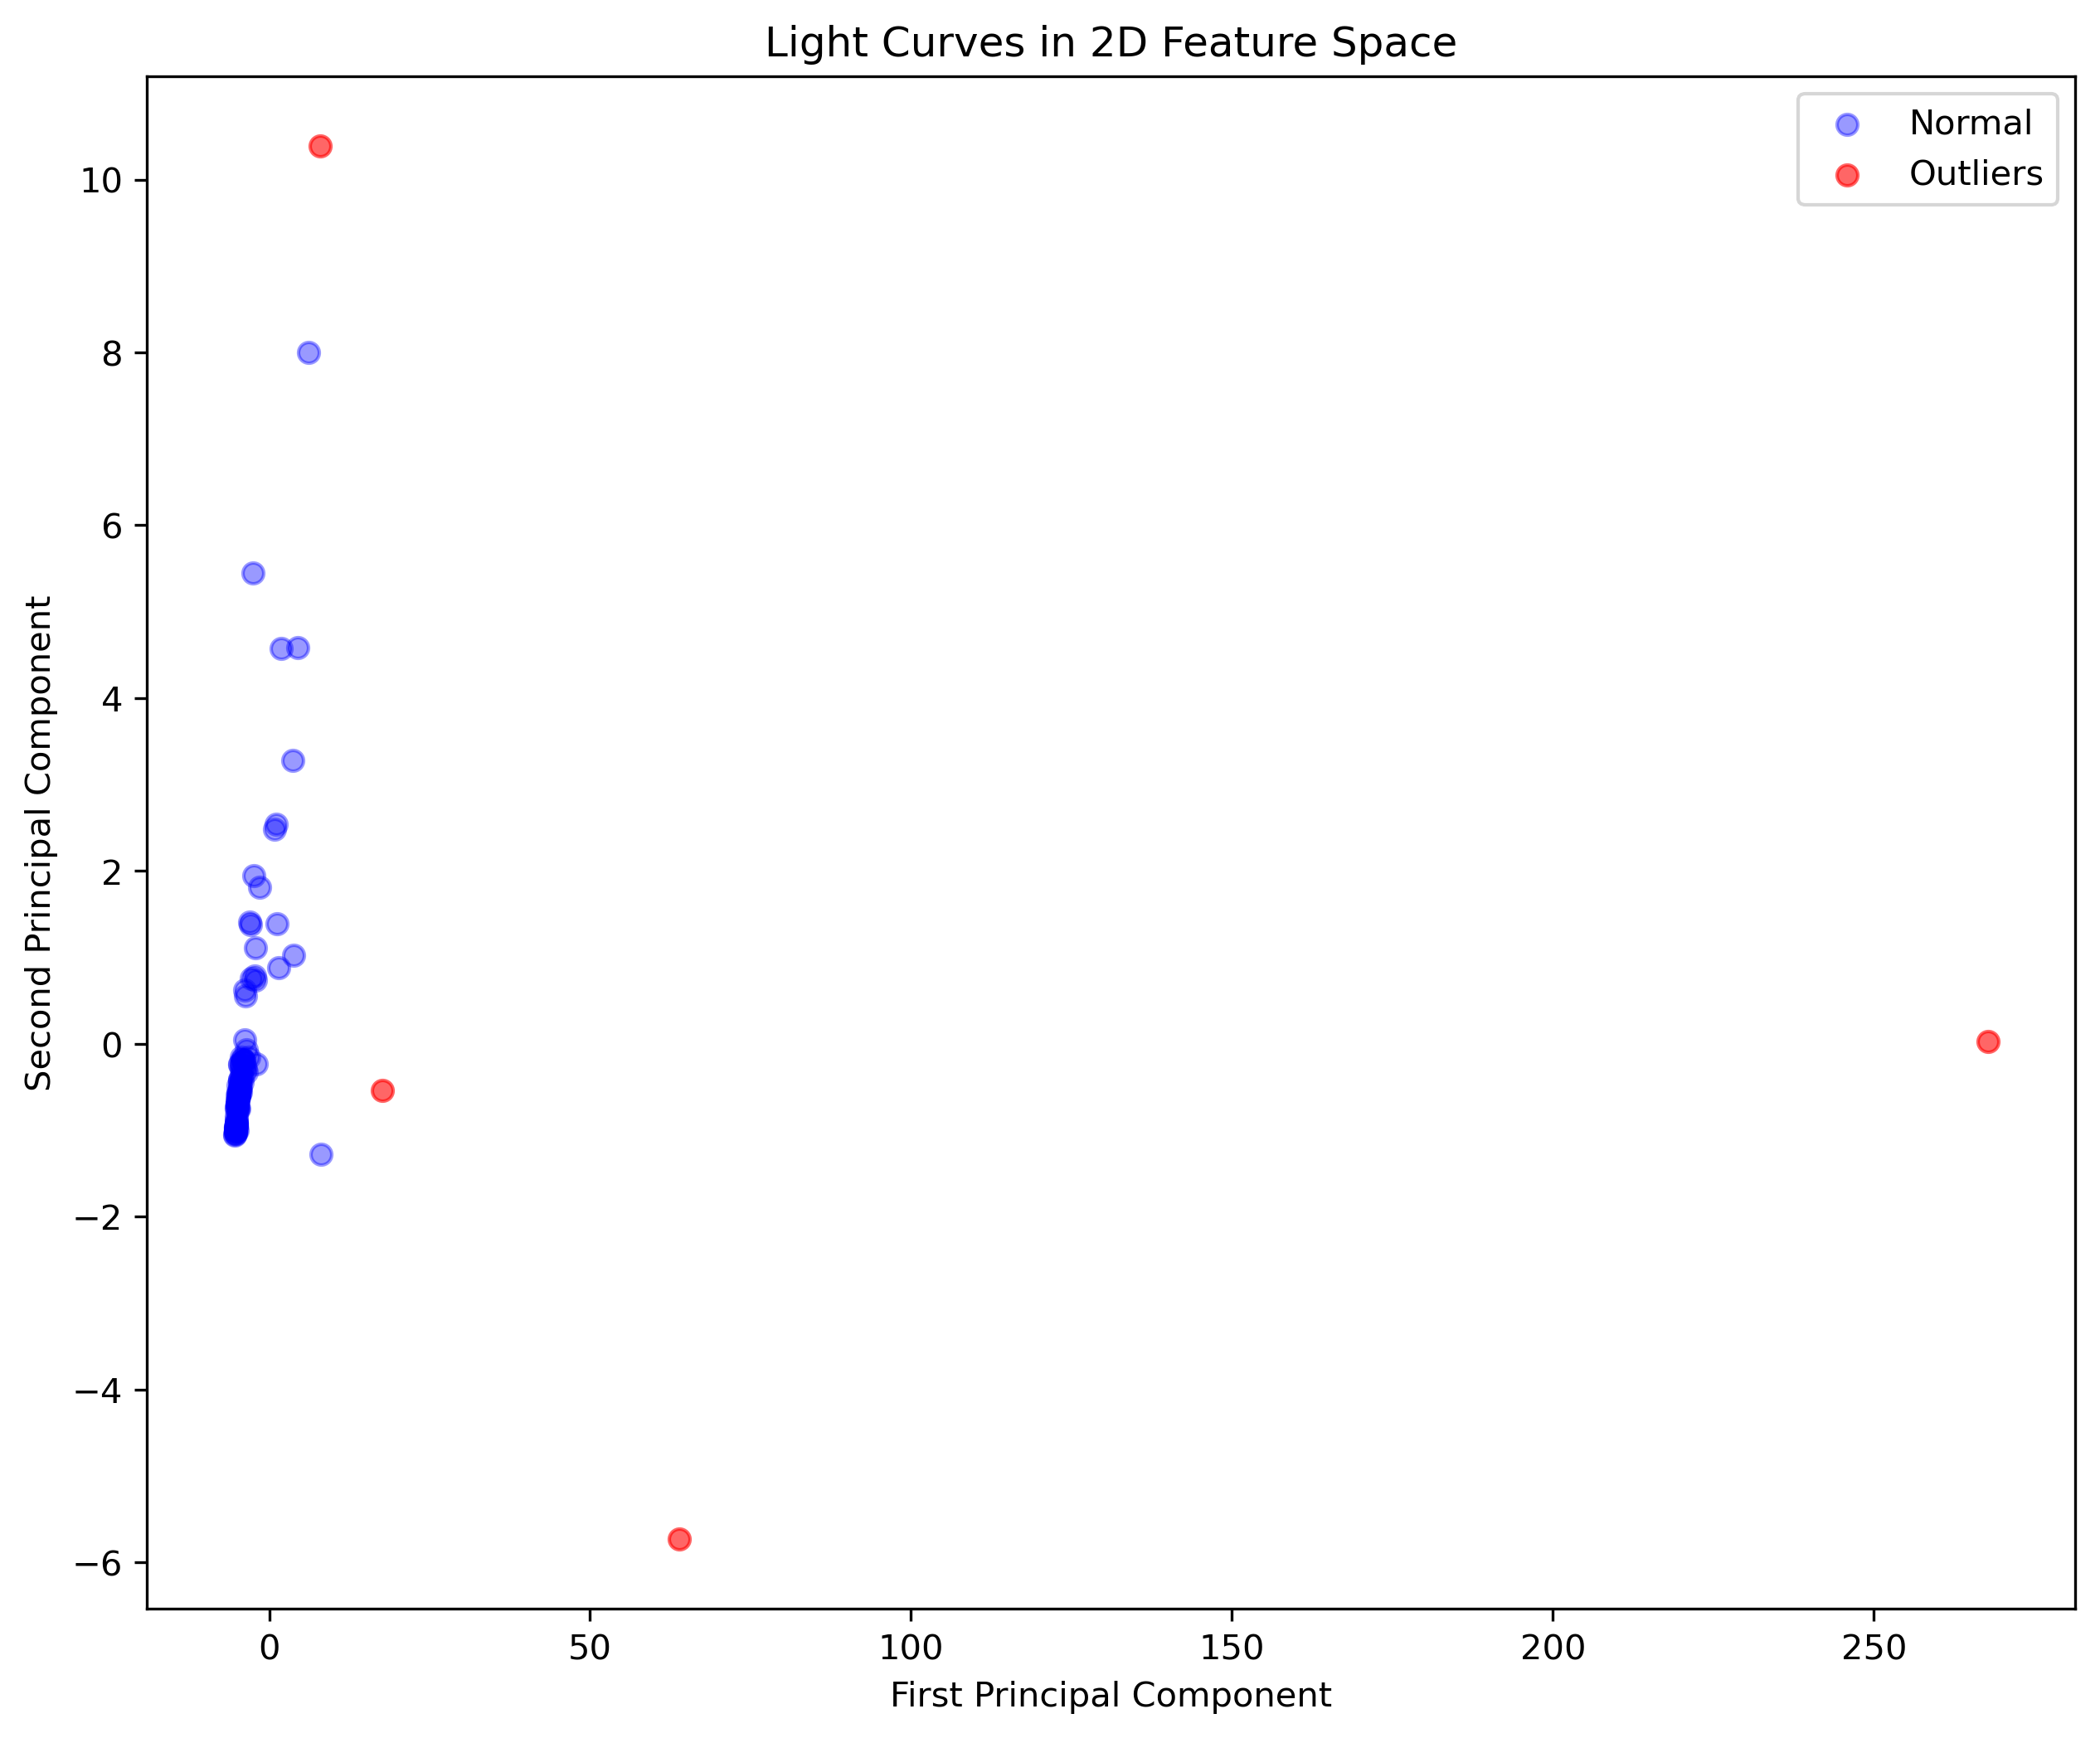 Light Curves in 2D Feature Space
Normal
Outliers
10
8
6
4
2
0
−2
−4
−6
Second Principal Component
0 50 100 150 200 250
First Principal Component